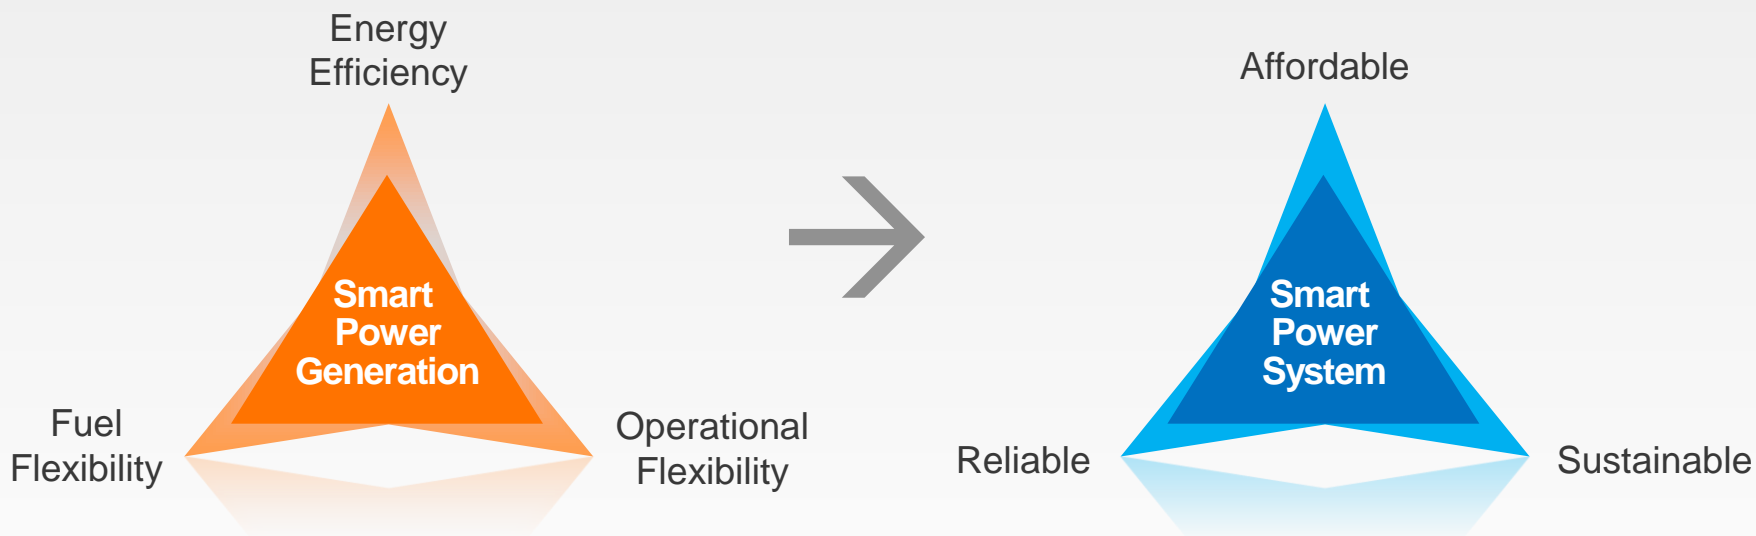 Energy
Efficiency
Smart
Power
Generation
Fuel
Flexibility
Operational
Flexibility
Affordable
Smart
Power
System
Reliable
Sustainable